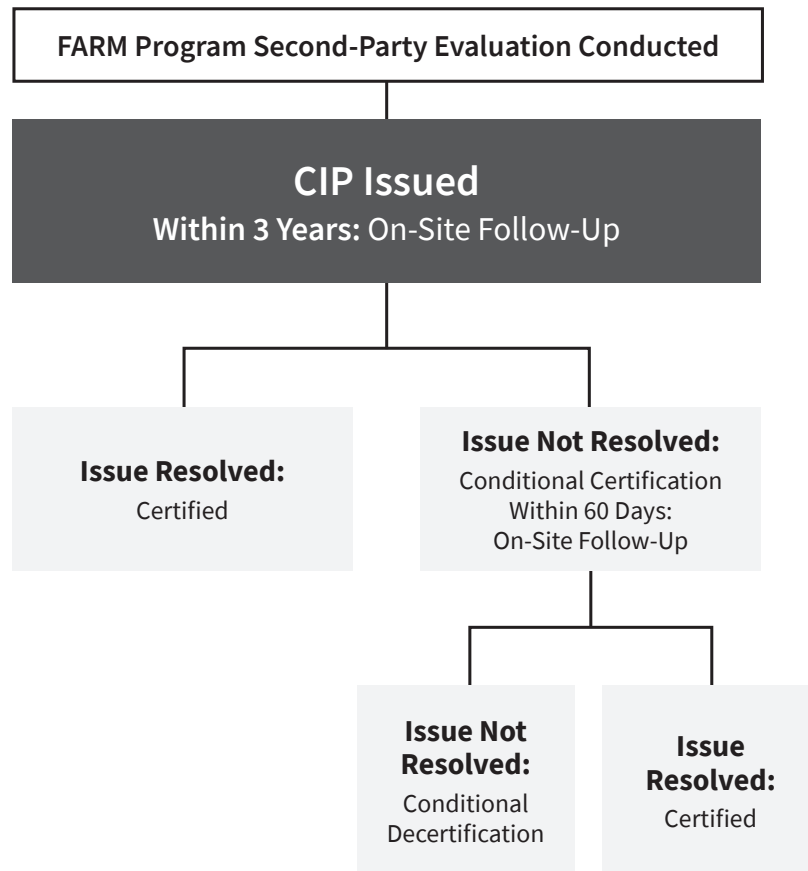 FARM Program Second-Party Evaluation Conducted
CIP Issued
Within 3 Years: On-Site Follow-Up
Issue Resolved:
Certified
Issue Not Resolved:
Conditional Certification
Within 60 Days:
On-Site Follow-Up
Issue Not
Resolved:
Conditional
Decertification
Issue
Resolved:
Certified